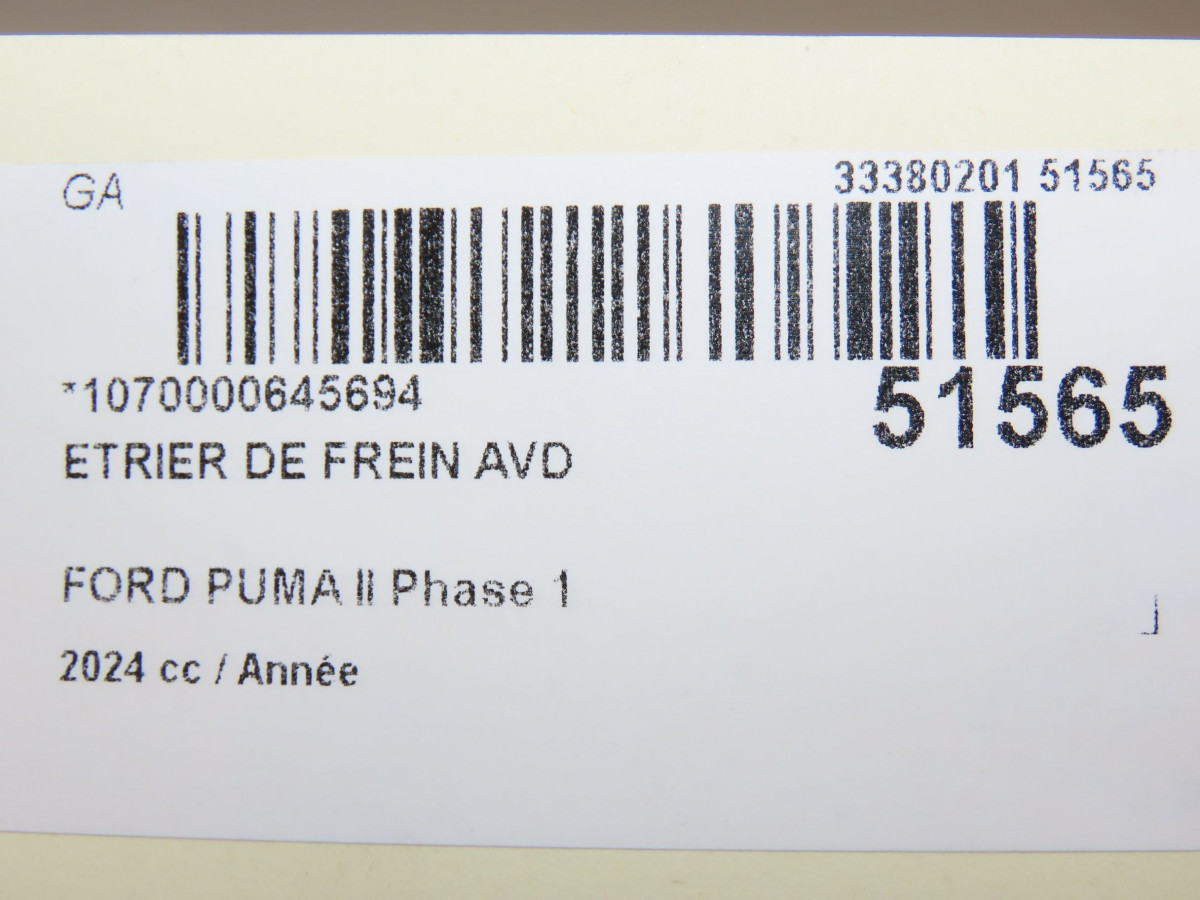 GA
33380201 51565
*1070000645694
51565
ETRIER DE FREIN AVD
FORD PUMA II Phase 1
2024 cc / Année